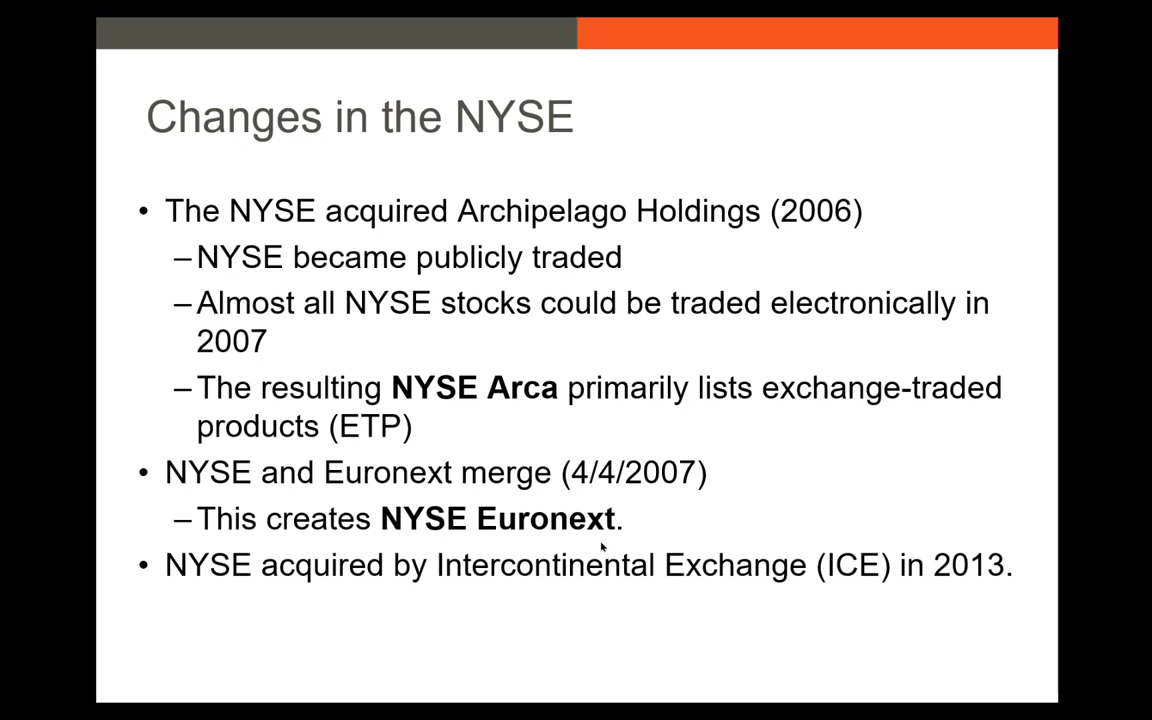 Changes in the NYSE
• The NYSE acquired Archipelago Holdings (2006)
–NYSE became publicly traded
–Almost all NYSE stocks could be traded electronically in
2007
–The resulting NYSE Arca primarily lists exchange-traded
products (ETP)
• NYSE and Euronext merge (4/4/2007)
–This creates NYSE Euronext.
• NYSE acquired by Intercontinental Exchange (ICE) in 2013.